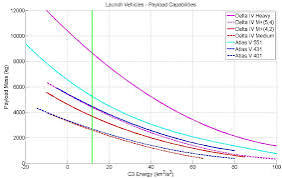 Launch Vehicles - Payload Capabilities
12000
10000
8000
6000
4000
2000
0
Payload Mass (kg)
-20
0
20
40
60
80
100
C3 Energy (km²/s²)
Delta IV Heavy
Delta IV M+(5,4)
Delta IV M+(4,2)
Delta IV Medium
Atlas V 551
Atlas V 431
Atlas V 401